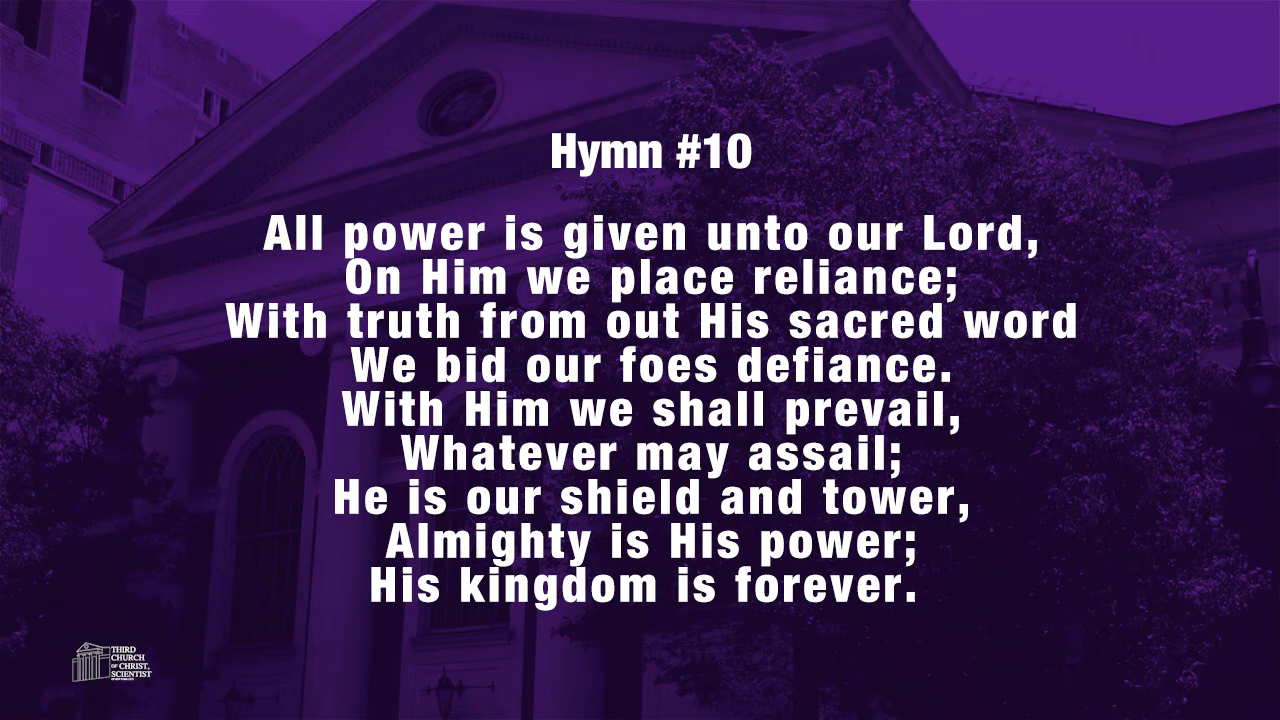 Hymn #10
All power is given unto our Lord,
On Him we place reliance;
With truth from out His sacred word
We bid our foes defiance.
With Him we shall prevail,
Whatever may assail;
He is our shield and tower,
Almighty is His power;
His kingdom is forever.
THIRD
CHURCH
OF CHRIST,
SCIENTIST